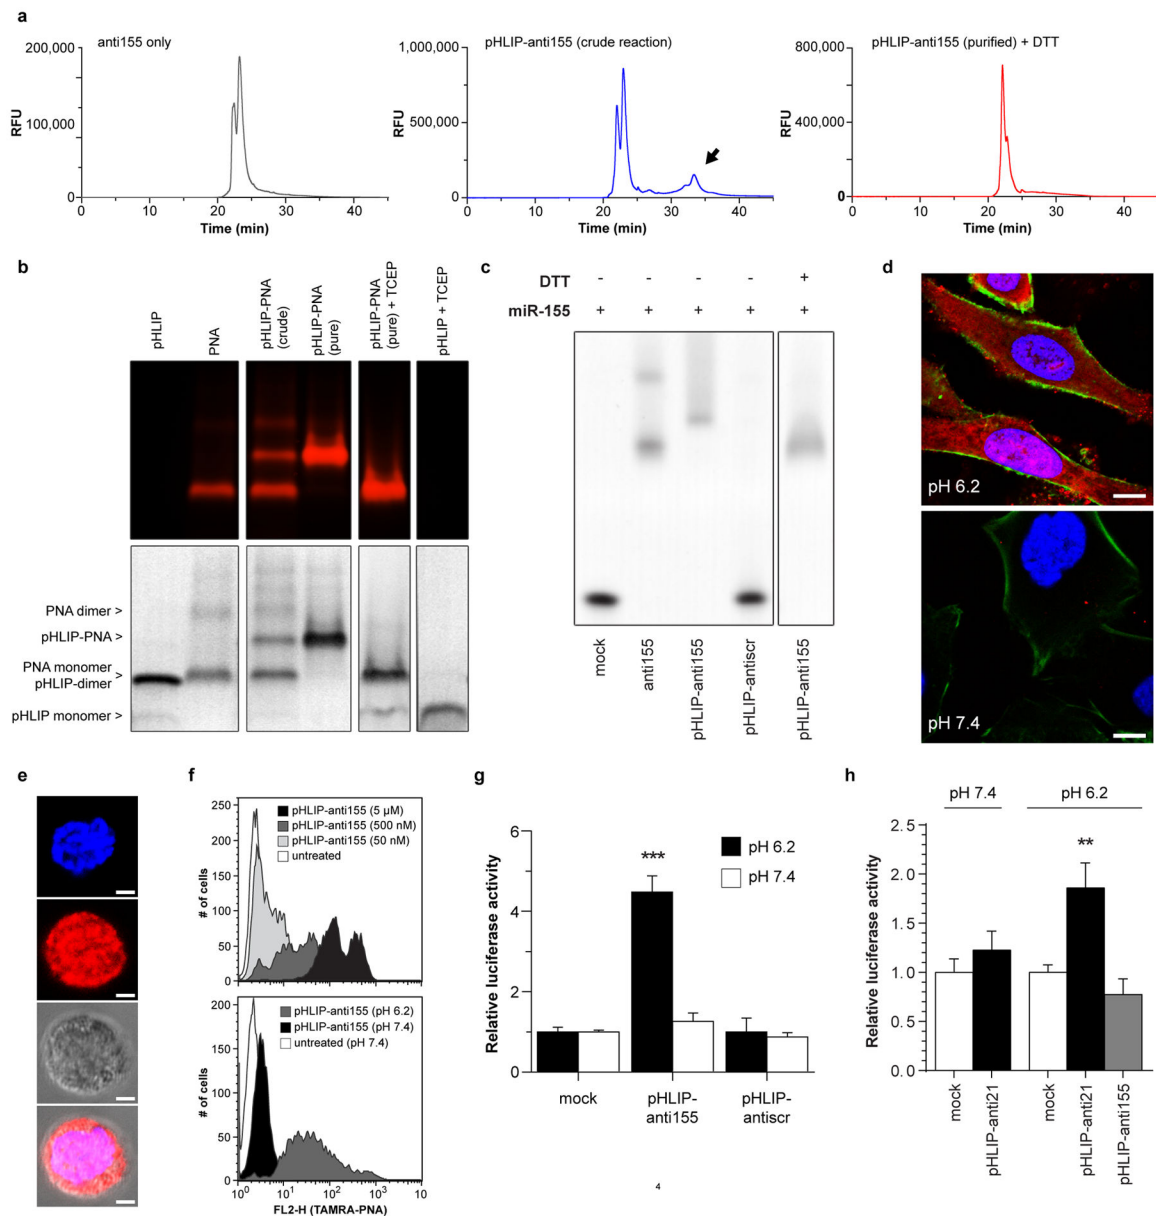 a
anti155 only
pHLIP-anti155 (crude reaction)
pHLIP-anti155 (purified) + DTT
200,000
100,000
0
RFU
0 10 20 30 40
Time (min)
1,000,000
500,000
0
RFU
0 10 20 30 40
Time (min)
800,000
400,000
0
RFU
0 10 20 30 40
Time (min)
b
pHLIP
PNA
pHLIP-PNA
(crude)
pHLIP-PNA
(pure)
pHLIP-PNA
(pure) + TCEP
pHLIP + TCEP
PNA dimer >
pHLIP-PNA >
PNA monomer >
pHLIP-dimer
pHLIP monomer >
c
DTT - - - - +
miR-155 + + + + +
mock
anti155
pHLIP-anti155
pHLIP-antiscr
pHLIP-anti155
d
pH 6.2
pH 7.4
e
f
250
200
150
100
50
0
# of cells
pHLIP-anti155 (5 µM)
pHLIP-anti155 (500 nM)
pHLIP-anti155 (50 nM)
untreated
200
150
100
50
0
# of cells
pHLIP-anti155 (pH 6.2)
pHLIP-anti155 (pH 7.4)
untreated (pH 7.4)
10⁰ 10¹ 10² 10³ 10
FL2-H (TAMRA-PNA)
g
6
4
2
0
Relative luciferase activity
***
pH 6.2
pH 7.4
mock
pHLIP-
anti155
pHLIP-
antiscr
4
h
pH 7.4
pH 6.2
2.5
2.0
1.5
1.0
0.5
0.0
Relative luciferase activity
**
mock
pHLIP-anti21
mock
pHLIP-anti21
pHLIP-anti155